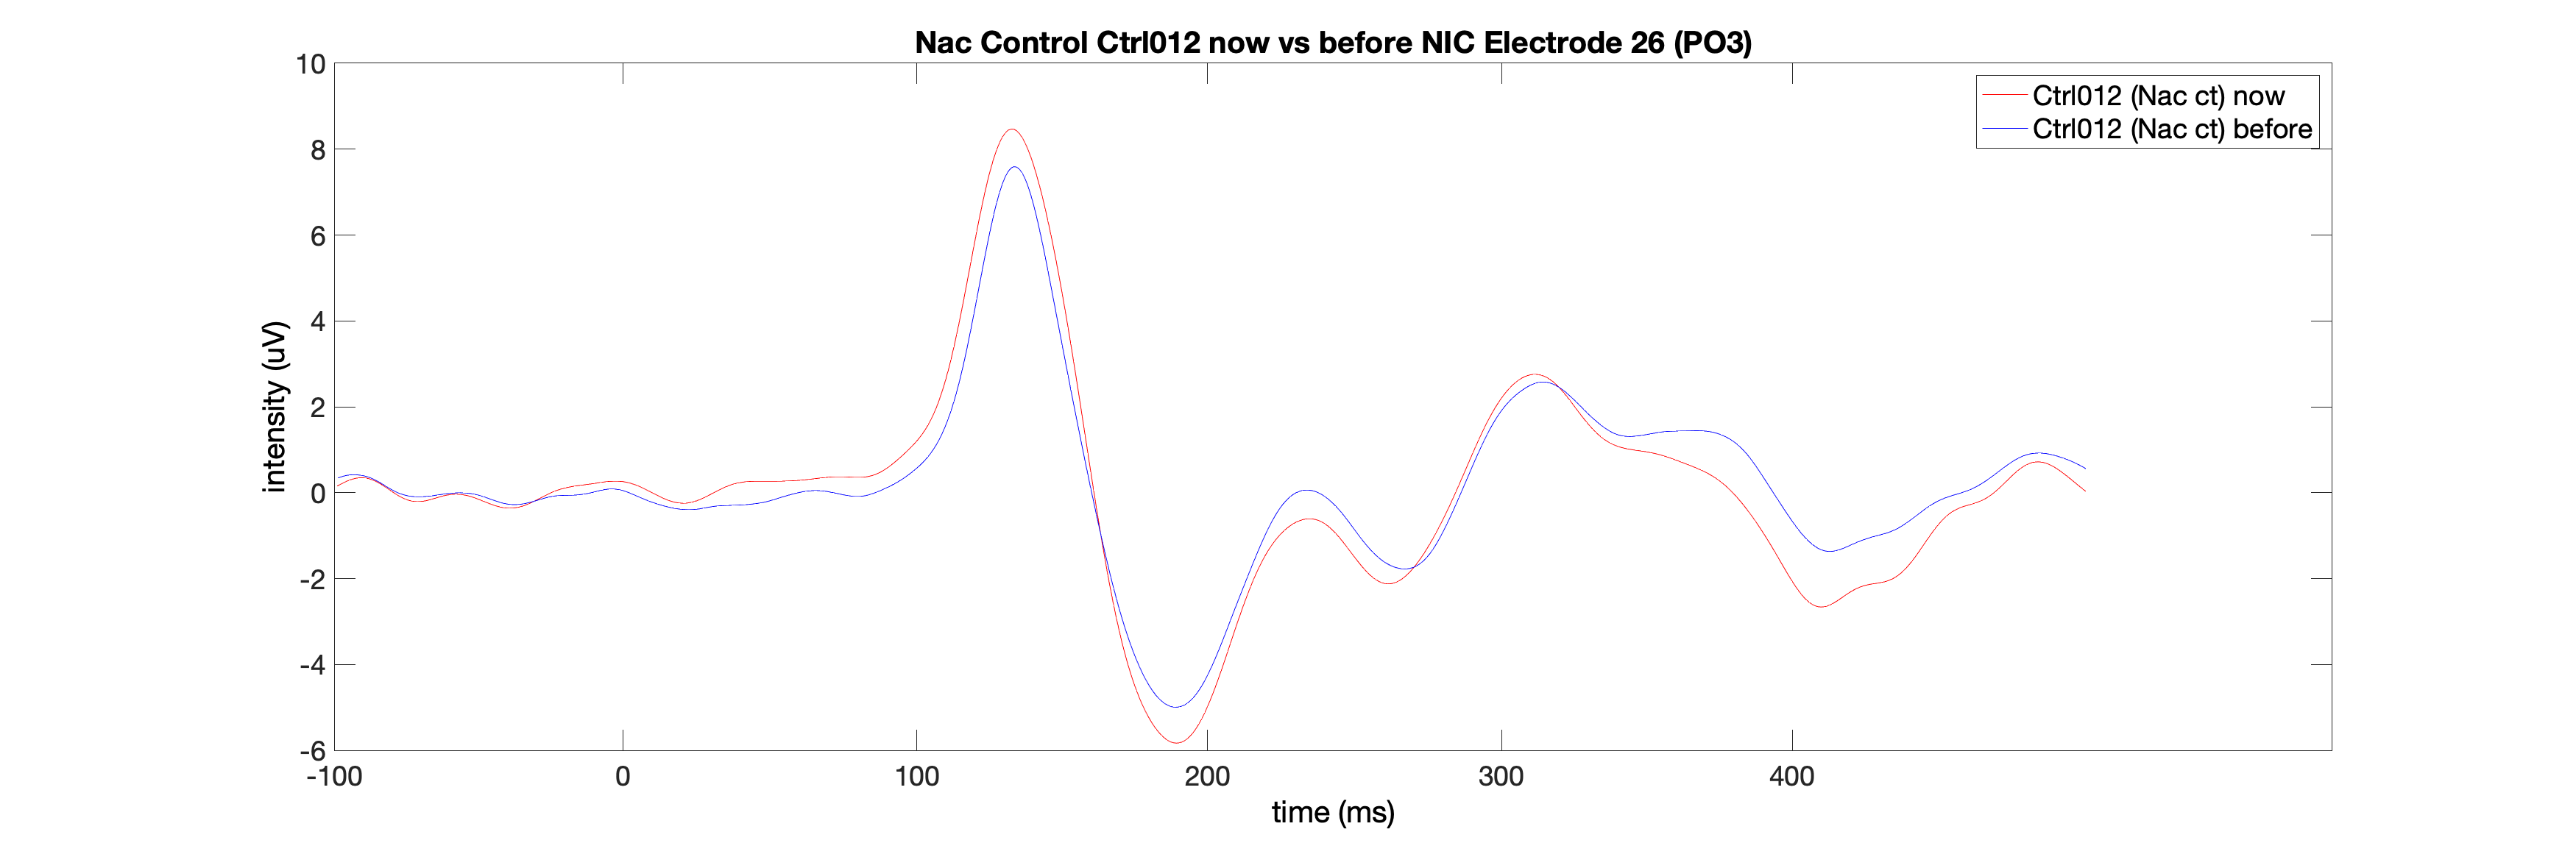 Nac Control Ctrl012 now vs before NIC Electrode 26 (PO3)
Ctrl012 (Nac ct) now
Ctrl012 (Nac ct) before
intensity (uV)
10
8
6
4
2
0
-2
-4
-6
-100 0 100 200 300 400
time (ms)